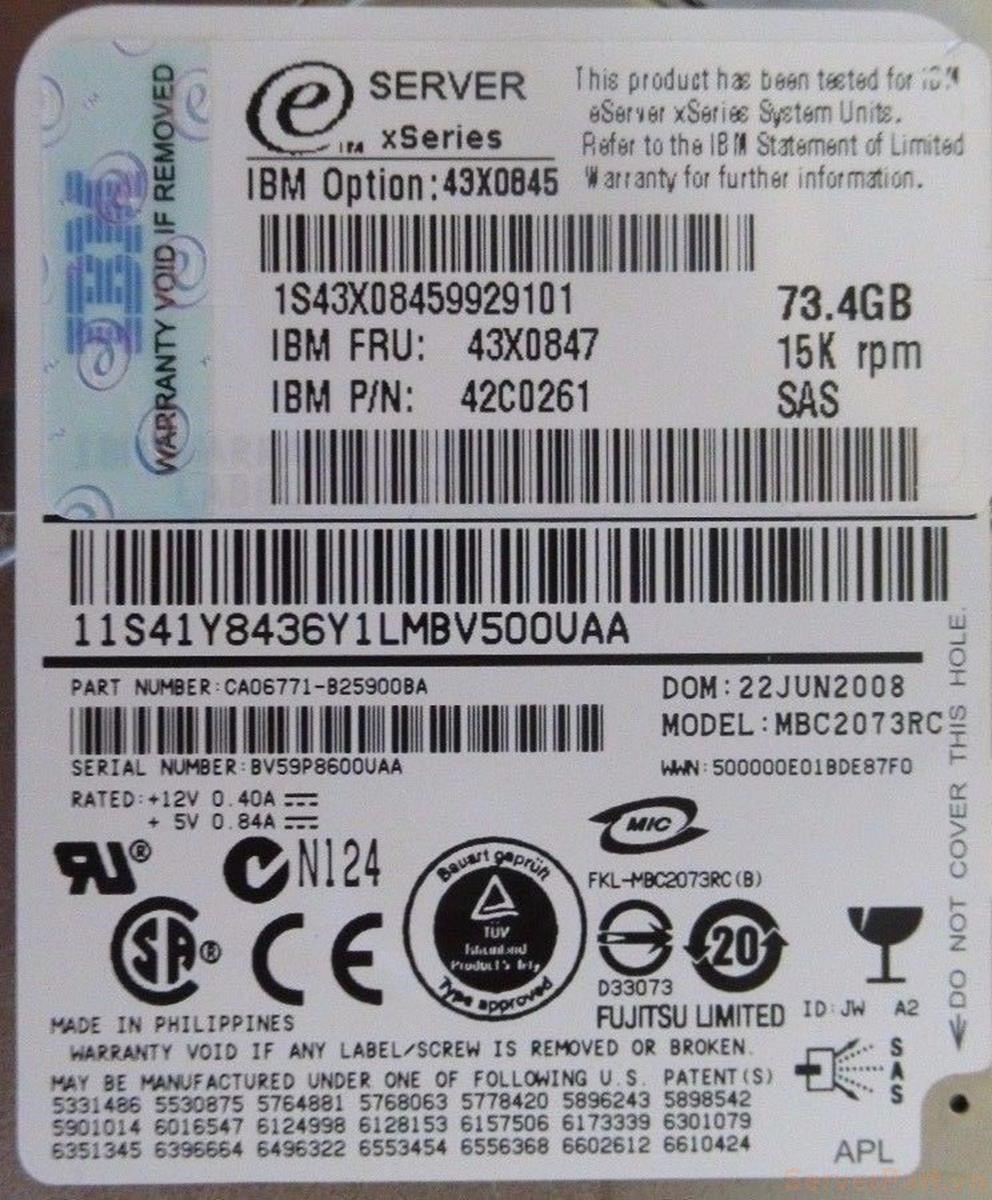 IBM
WARRANTY VOID IF REMOVED
e SERVER
xSeries
IBM Option:43X0845
This product has been tested for IBM
eServer xSeries System Units.
Refer to the IBM Statement of Limited
Warranty for further information.
1S43X08459929101
IBM FRU: 43X0847
IBM P/N: 42C0261
73.4GB
15K rpm
SAS
11S41Y8436Y1LMBV500UAA
PART NUMBER:CA06771-B25900BA
DOM:22JUN2008
MODEL:MBC2073RC
SERIAL NUMBER:BV59P8600UAA
WWN:500000E01BDE87F0
RATED:+12V 0.40A
+ 5V 0.84A
MIC
FKL-MBC2073RC(B)
N124
Bauart geprüft
TÜV
Type approved
SA
CE
20
D33073
FUJITSU LIMITED
ID:JW A2
MADE IN PHILIPPINES
WARRANTY VOID IF ANY LABEL/SCREW IS REMOVED OR BROKEN.
SAS
MAY BE MANUFACTURED UNDER ONE OF FOLLOWING U.S. PATENT(S)
5331486 5530875 5764881 5768063 5778420 5896243 5898542
5901014 6016547 6124998 6128153 6157506 6173339 6301079
6351345 6396664 6496322 6553454 6556368 6602612 6610424
APL
DO NOT COVER THIS HOLE.